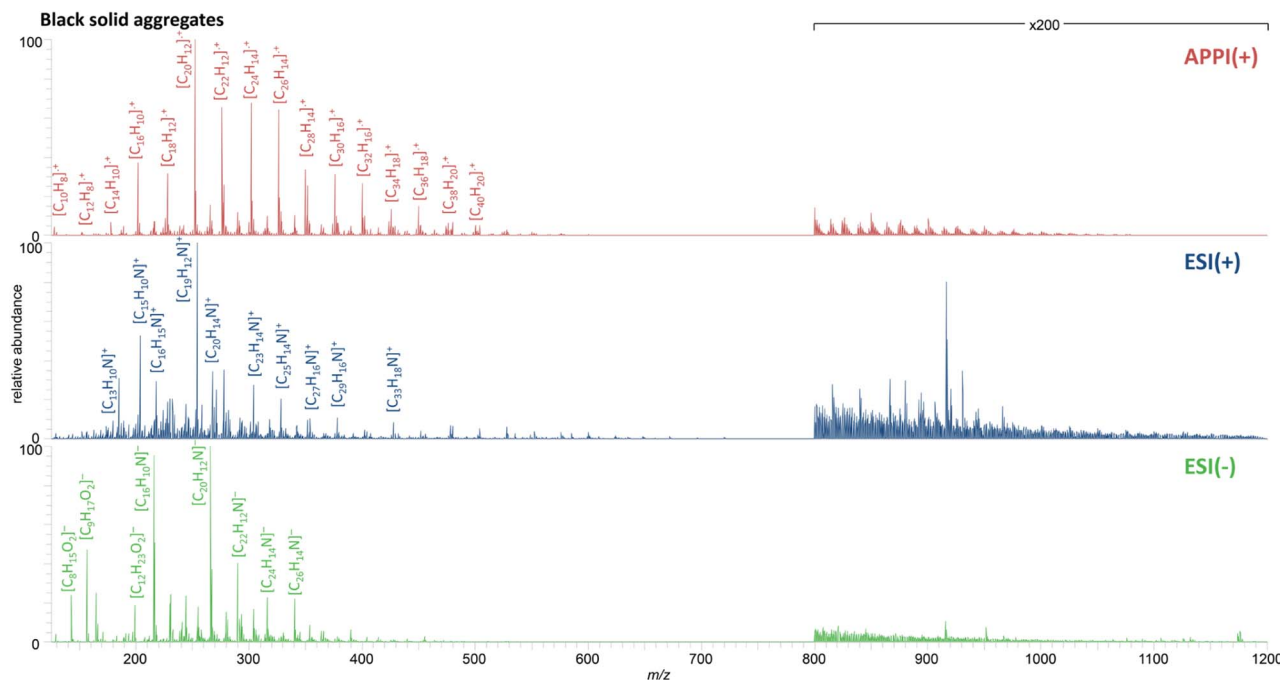 Black solid aggregates
x200
100
APPI(+)
[C10H8]·+
[C12H8]·+
[C14H10]·+
[C16H10]·+
[C18H12]·+
[C20H12]·+
[C22H12]·+
[C24H14]·+
[C26H14]·+
[C28H14]·+
[C30H16]·+
[C32H16]·+
[C34H18]·+
[C36H18]·+
[C38H20]·+
[C40H20]·+
0
100
ESI(+)
[C13H10N]+
[C15H10N]+
[C16H15N]+
[C19H12N]+
[C20H14N]+
[C23H14N]+
[C25H14N]+
[C27H16N]+
[C29H16N]+
[C33H18N]+
relative abundance
0
100
ESI(-)
[C8H15O2]−
[C9H17O2]−
[C12H23O2]−
[C16H10N]−
[C20H12N]−
[C22H12N]−
[C24H14N]−
[C26H14N]−
0
200 300 400 500 600 700 800 900 1000 1100 1200
m/z